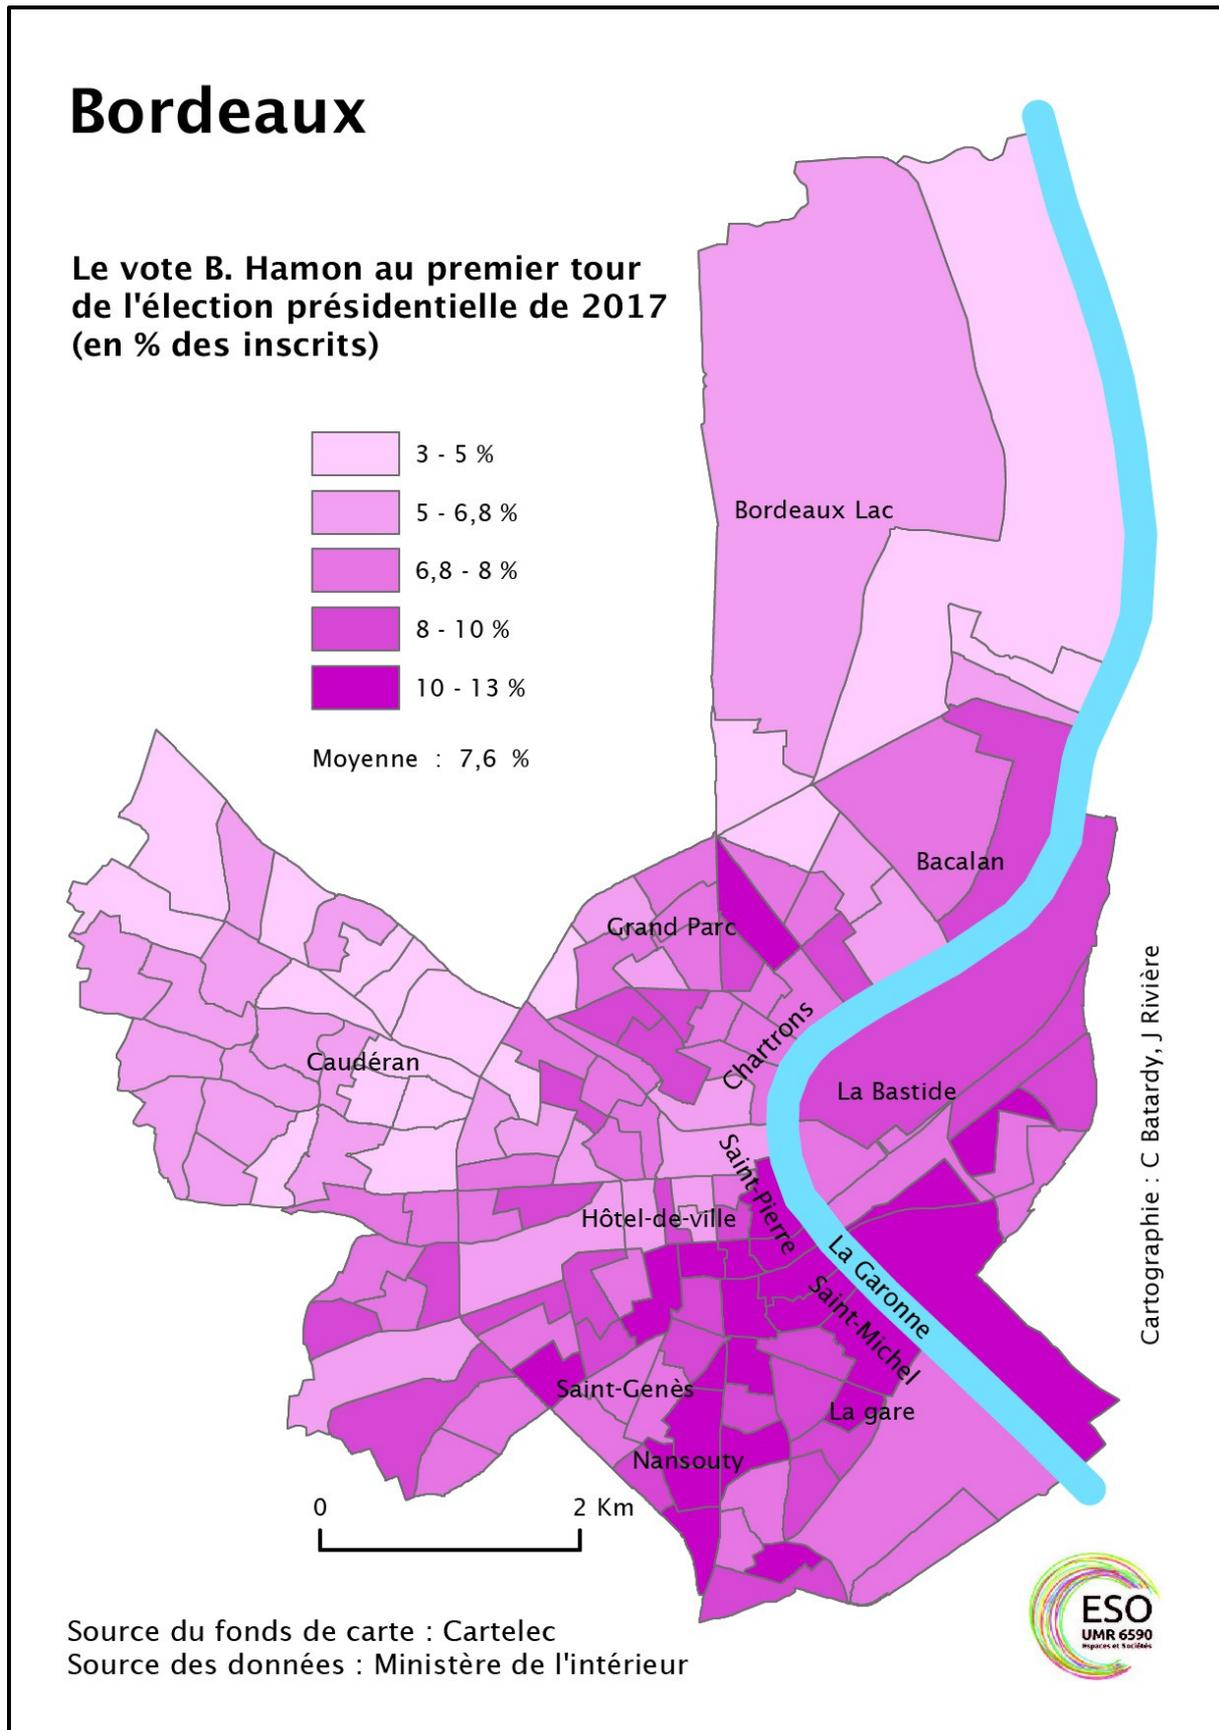 Bordeaux
Le vote B. Hamon au premier tour
de l'élection présidentielle de 2017
(en % des inscrits)
3 - 5 %
5 - 6,8 %
6,8 - 8 %
8 - 10 %
10 - 13 %
Moyenne : 7,6 %
Bordeaux Lac
Bacalan
Grand Parc
Chartrons
Caudéran
La Bastide
Saint-Pierre
Hôtel-de-ville
La Garonne
Saint-Michel
Saint-Genès
La gare
Nansouty
0 2 Km
Cartographie : C Batardy, J Rivière
Source du fonds de carte : Cartelec
Source des données : Ministère de l'intérieur
ESO
UMR 6590
Espaces et Sociétés